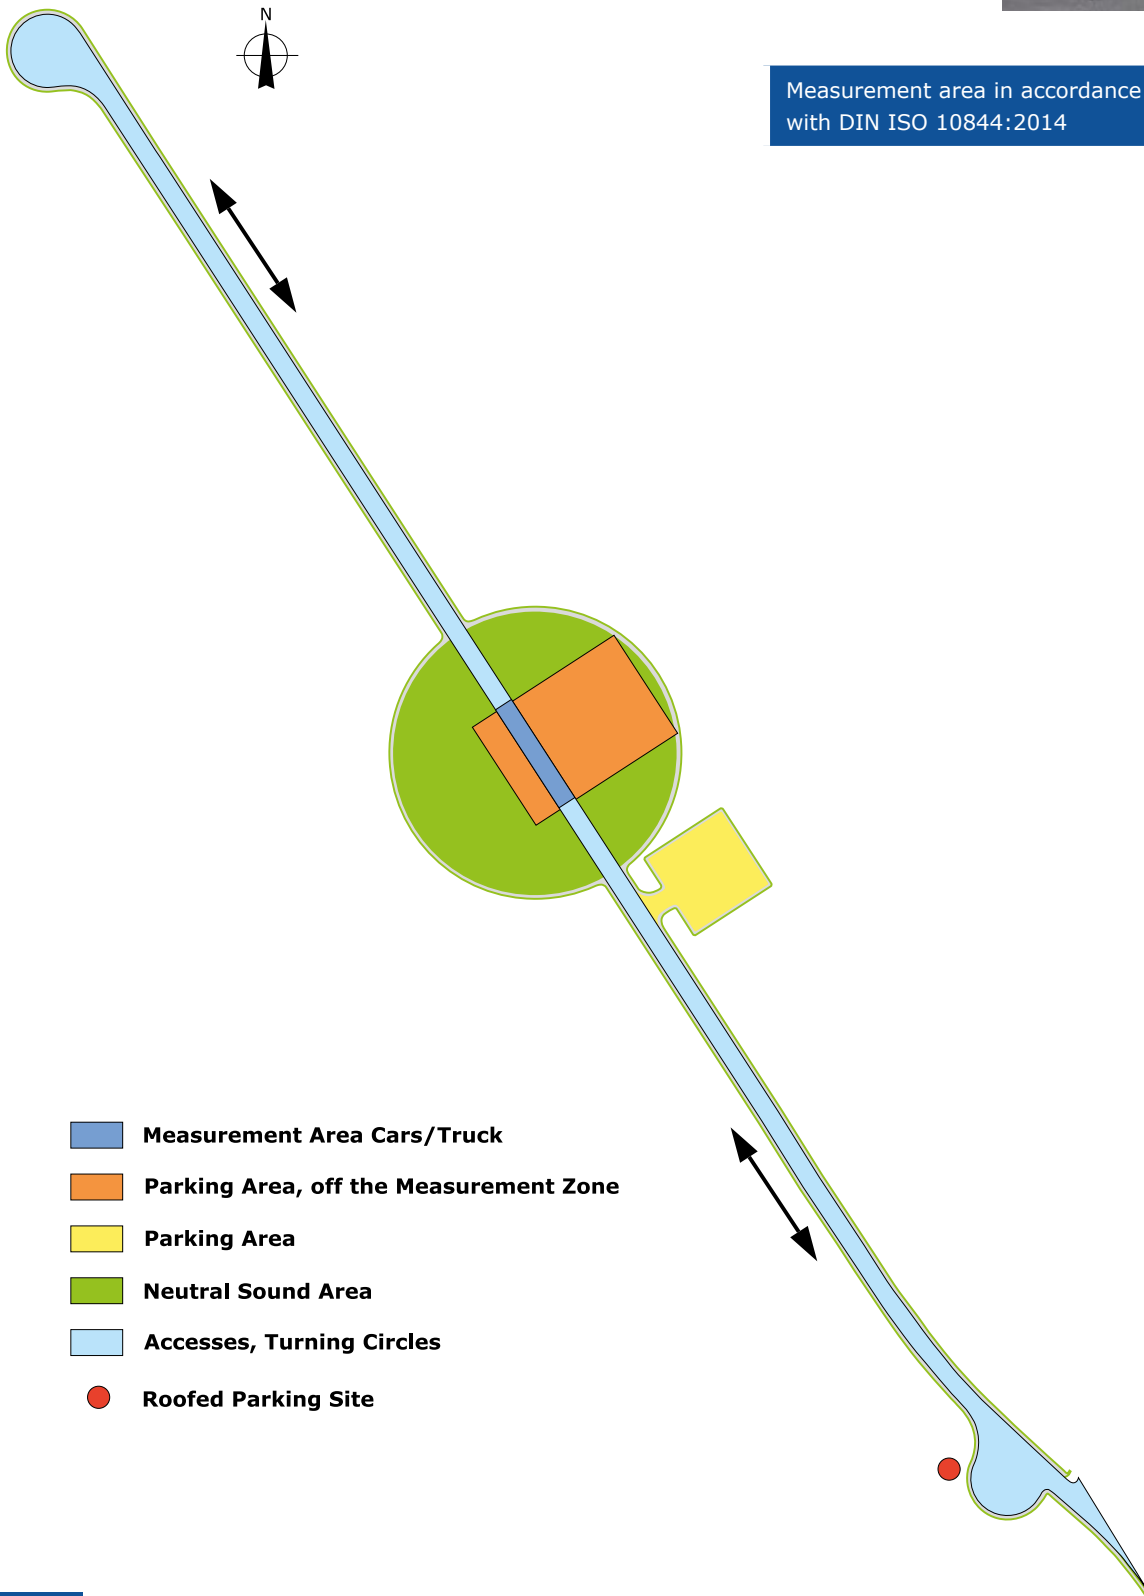 N
Measurement area in accordance
with DIN ISO 10844:2014
Measurement Area Cars/Truck
Parking Area, off the Measurement Zone
Parking Area
Neutral Sound Area
Accesses, Turning Circles
Roofed Parking Site